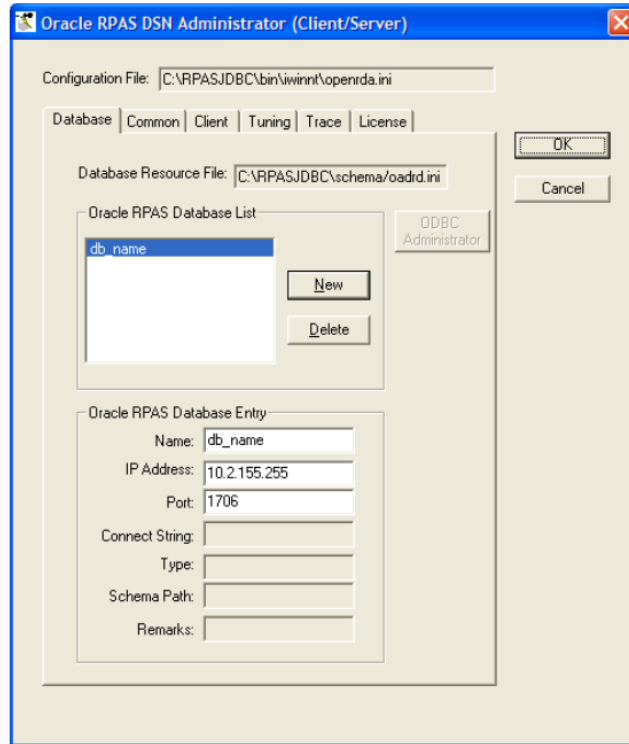 Oracle RPAS DSN Administrator (Client/Server)
Configuration File: C:\RPASJDBC\bin\iwinnt\openrda.ini
Database Common Client Tuning Trace License
OK
Cancel
Database Resource File: C:\RPASJDBC\schema/oadrd.ini
Oracle RPAS Database List
ODBC
Administrator
db_name
New
Delete
Oracle RPAS Database Entry
Name: db_name
IP Address: 10.2.155.255
Port: 1706
Connect String:
Type:
Schema Path:
Remarks: